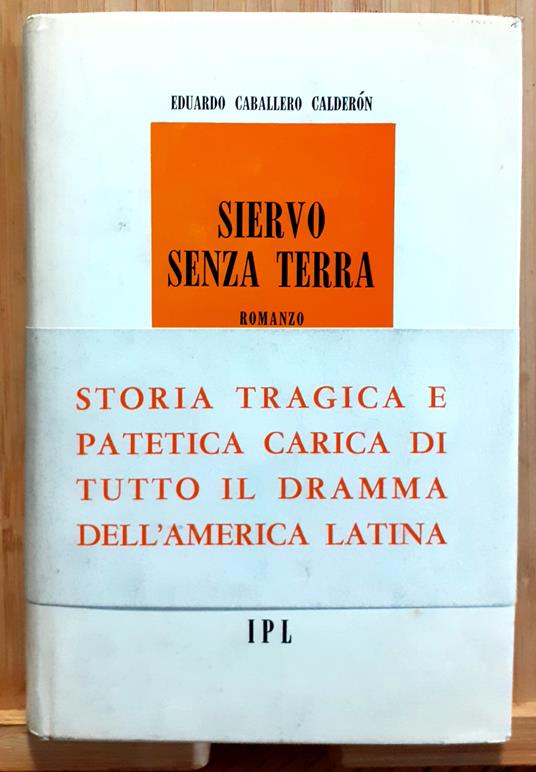 EDUARDO CABALLERO CALDERÓN
SIERVO
SENZA TERRA
ROMANZO
STORIA TRAGICA E
PATETICA CARICA DI
TUTTO IL DRAMMA
DELL'AMERICA LATINA
IPL